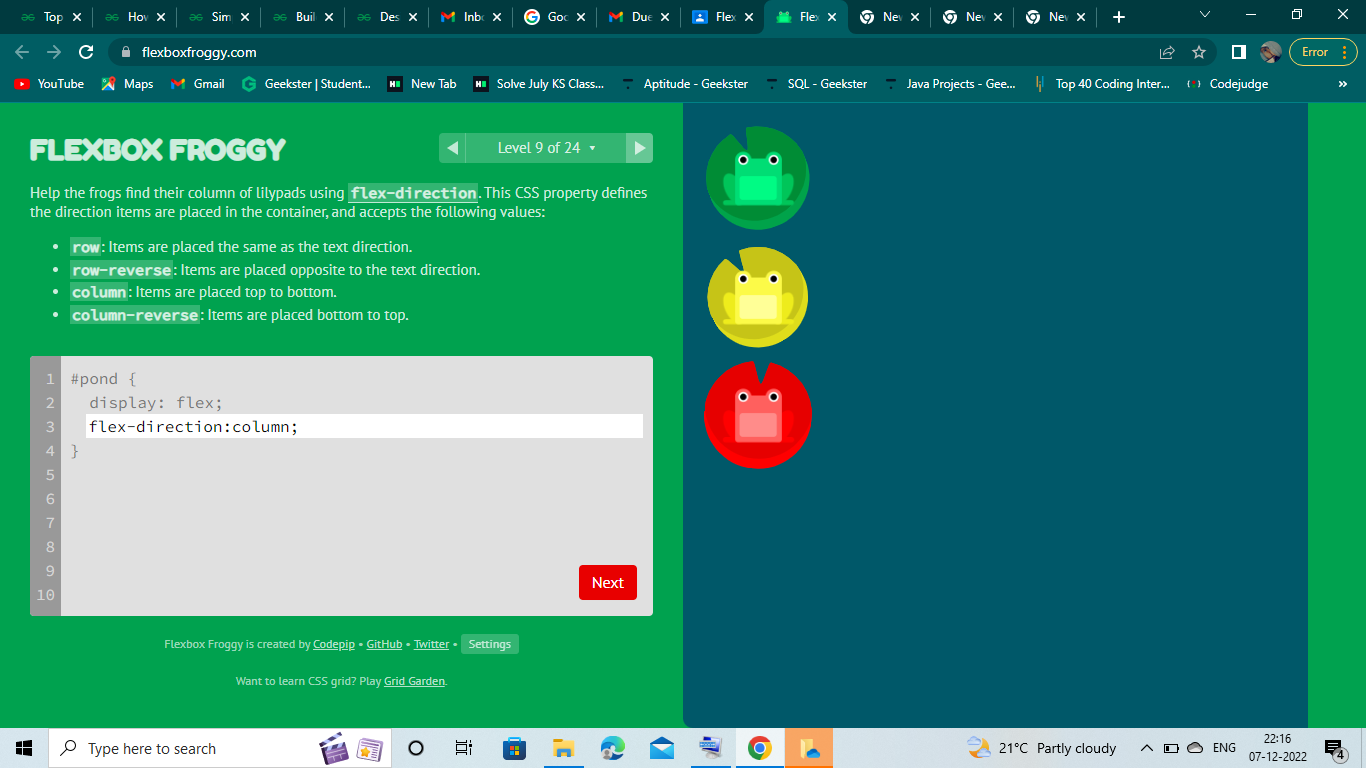 Top
How
Sim
Buil
Des
Inbo
Goo
Due
Flex
Flex
New
New
New
flexboxfroggy.com
Error
YouTube
Maps
Gmail
Geekster | Student...
New Tab
Solve July KS Class...
Aptitude - Geekster
SQL - Geekster
Java Projects - Gee...
Top 40 Coding Inter...
Codejudge
»
FLEXBOX FROGGY
Level 9 of 24
Help the frogs find their column of lilypads using flex-direction. This CSS property defines
the direction items are placed in the container, and accepts the following values:
• row: Items are placed the same as the text direction.
• row-reverse: Items are placed opposite to the text direction.
• column: Items are placed top to bottom.
• column-reverse: Items are placed bottom to top.
1 #pond {
2 display: flex;
3 flex-direction:column;
4 }
5
6
7
8
9
10
Next
Flexbox Froggy is created by Codepip • GitHub • Twitter • Settings
Want to learn CSS grid? Play Grid Garden.
Type here to search
21°C Partly cloudy
ENG
22:16
07-12-2022
4